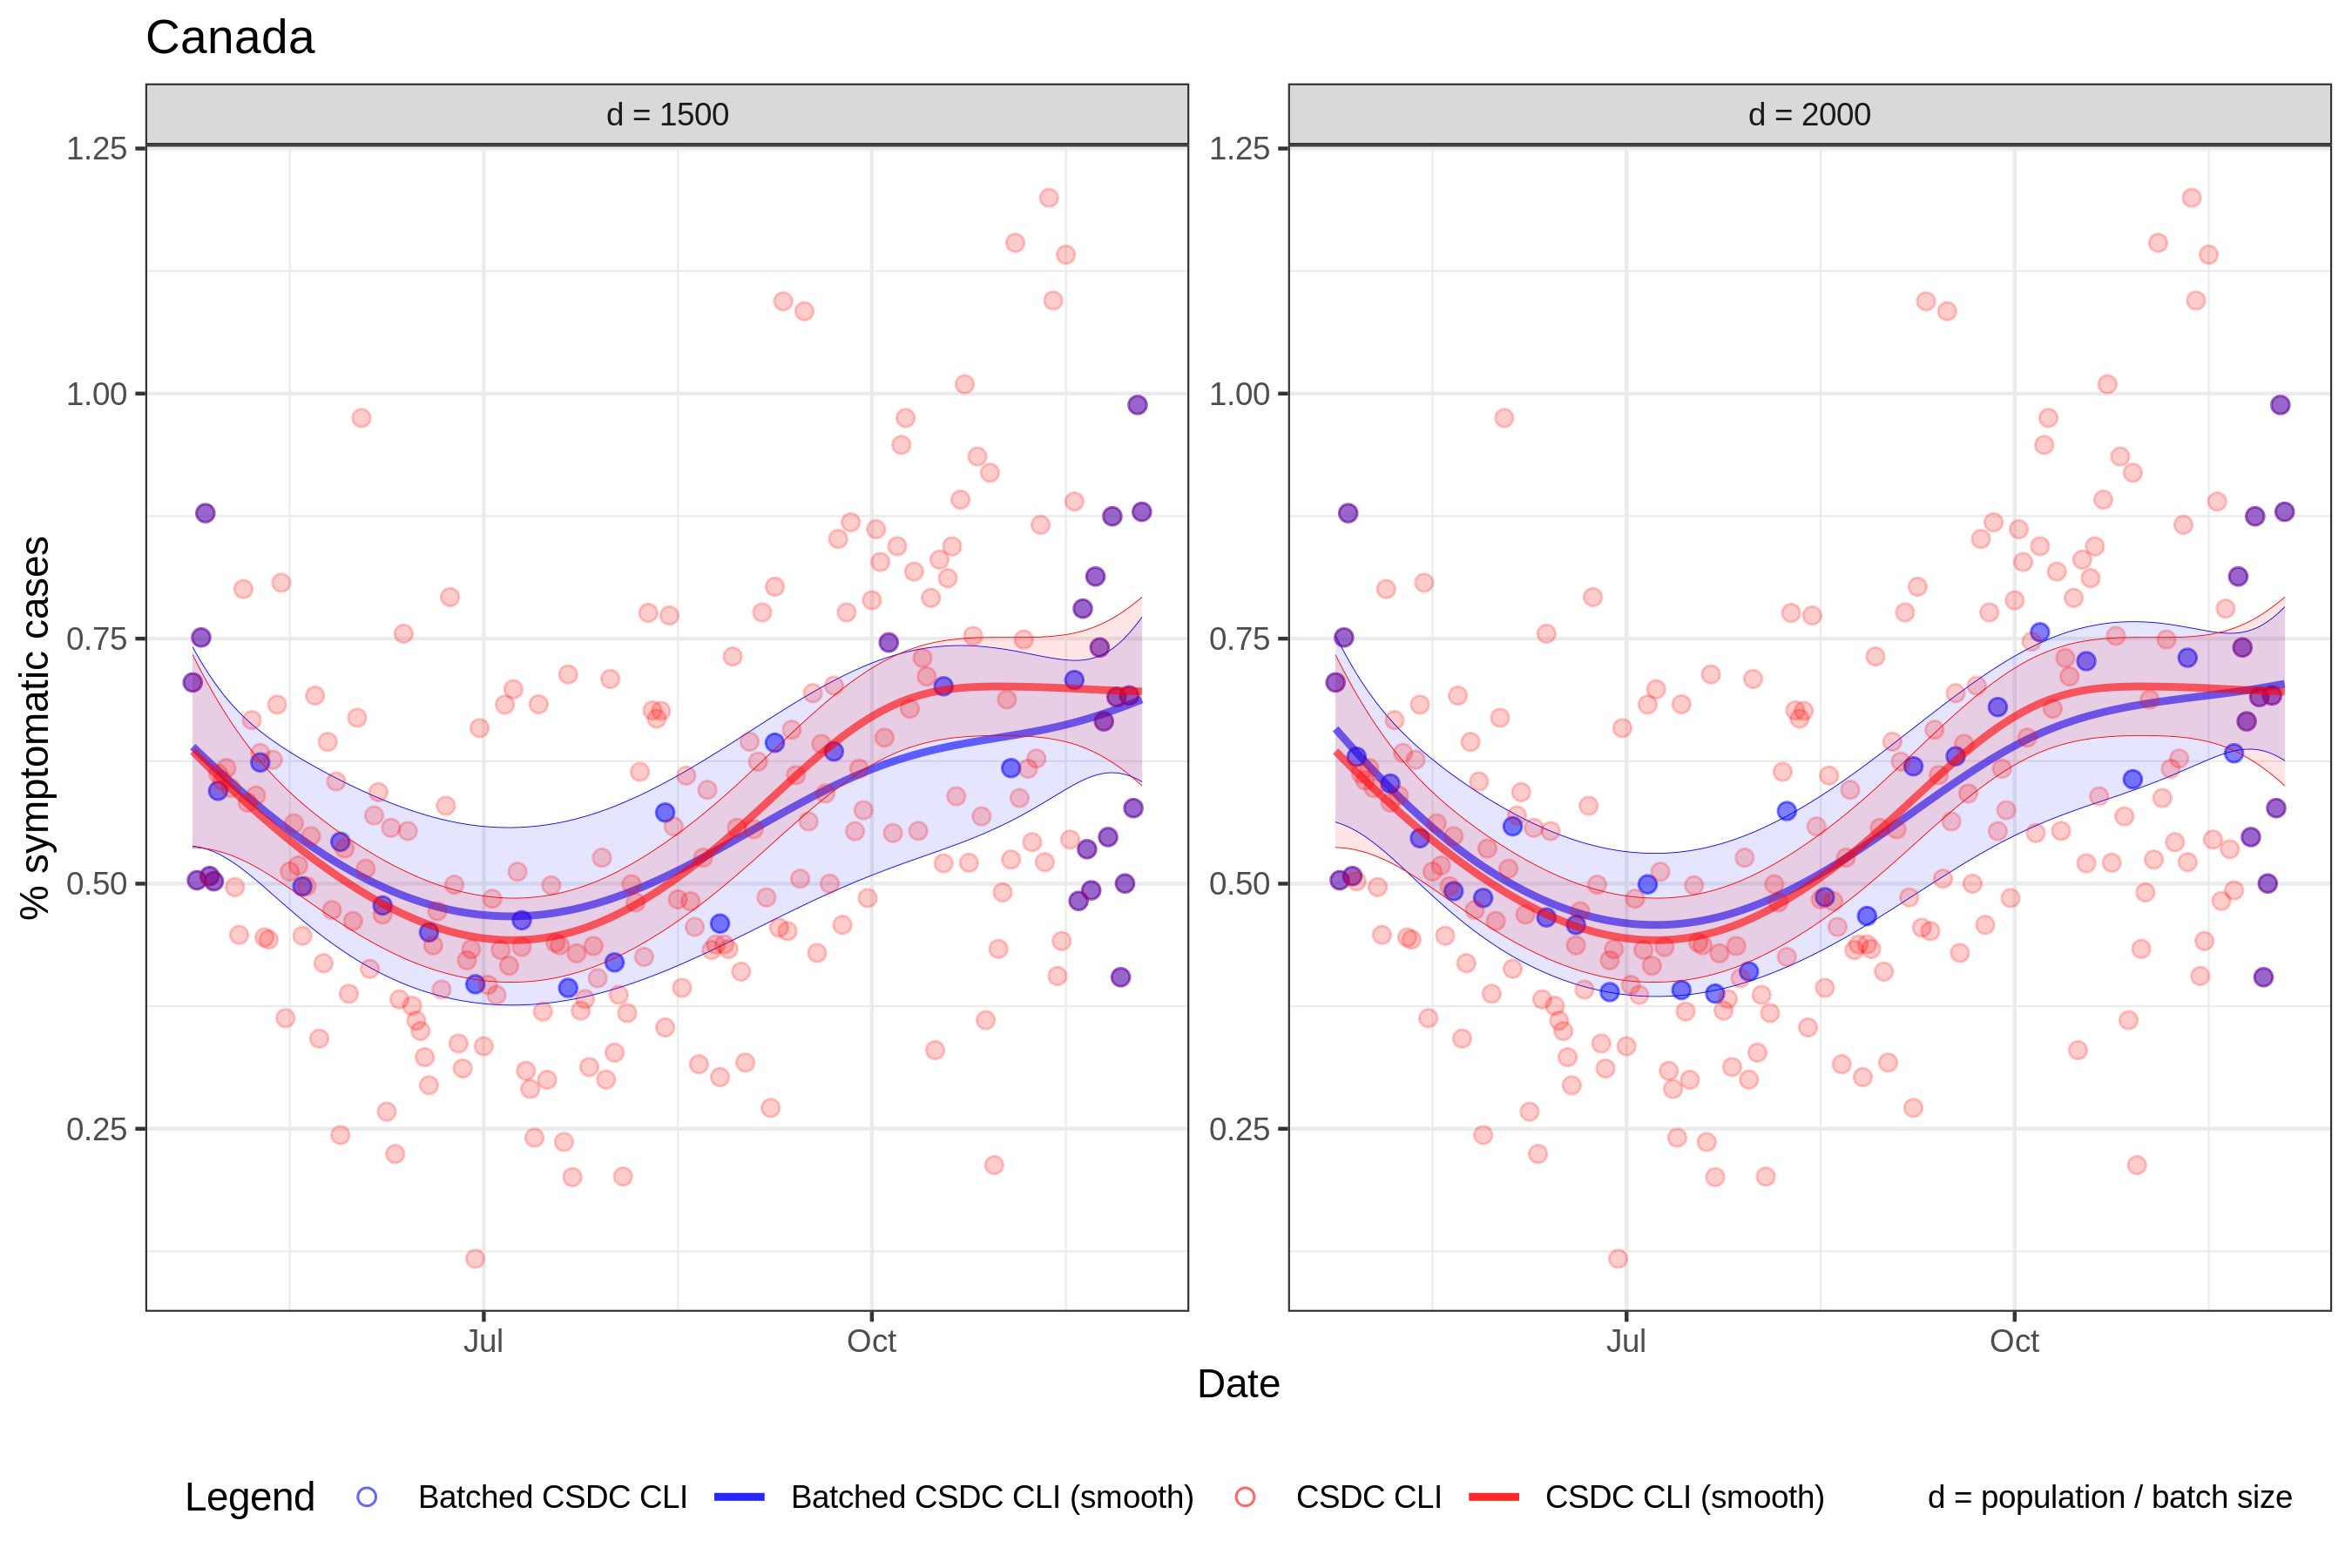 Canada
d = 1500
d = 2000
% symptomatic cases
1.25
1.00
0.75
0.50
0.25
1.25
1.00
0.75
0.50
0.25
Jul
Oct
Jul
Oct
Date
Legend
Batched CSDC CLI
Batched CSDC CLI (smooth)
CSDC CLI
CSDC CLI (smooth)
d = population / batch size